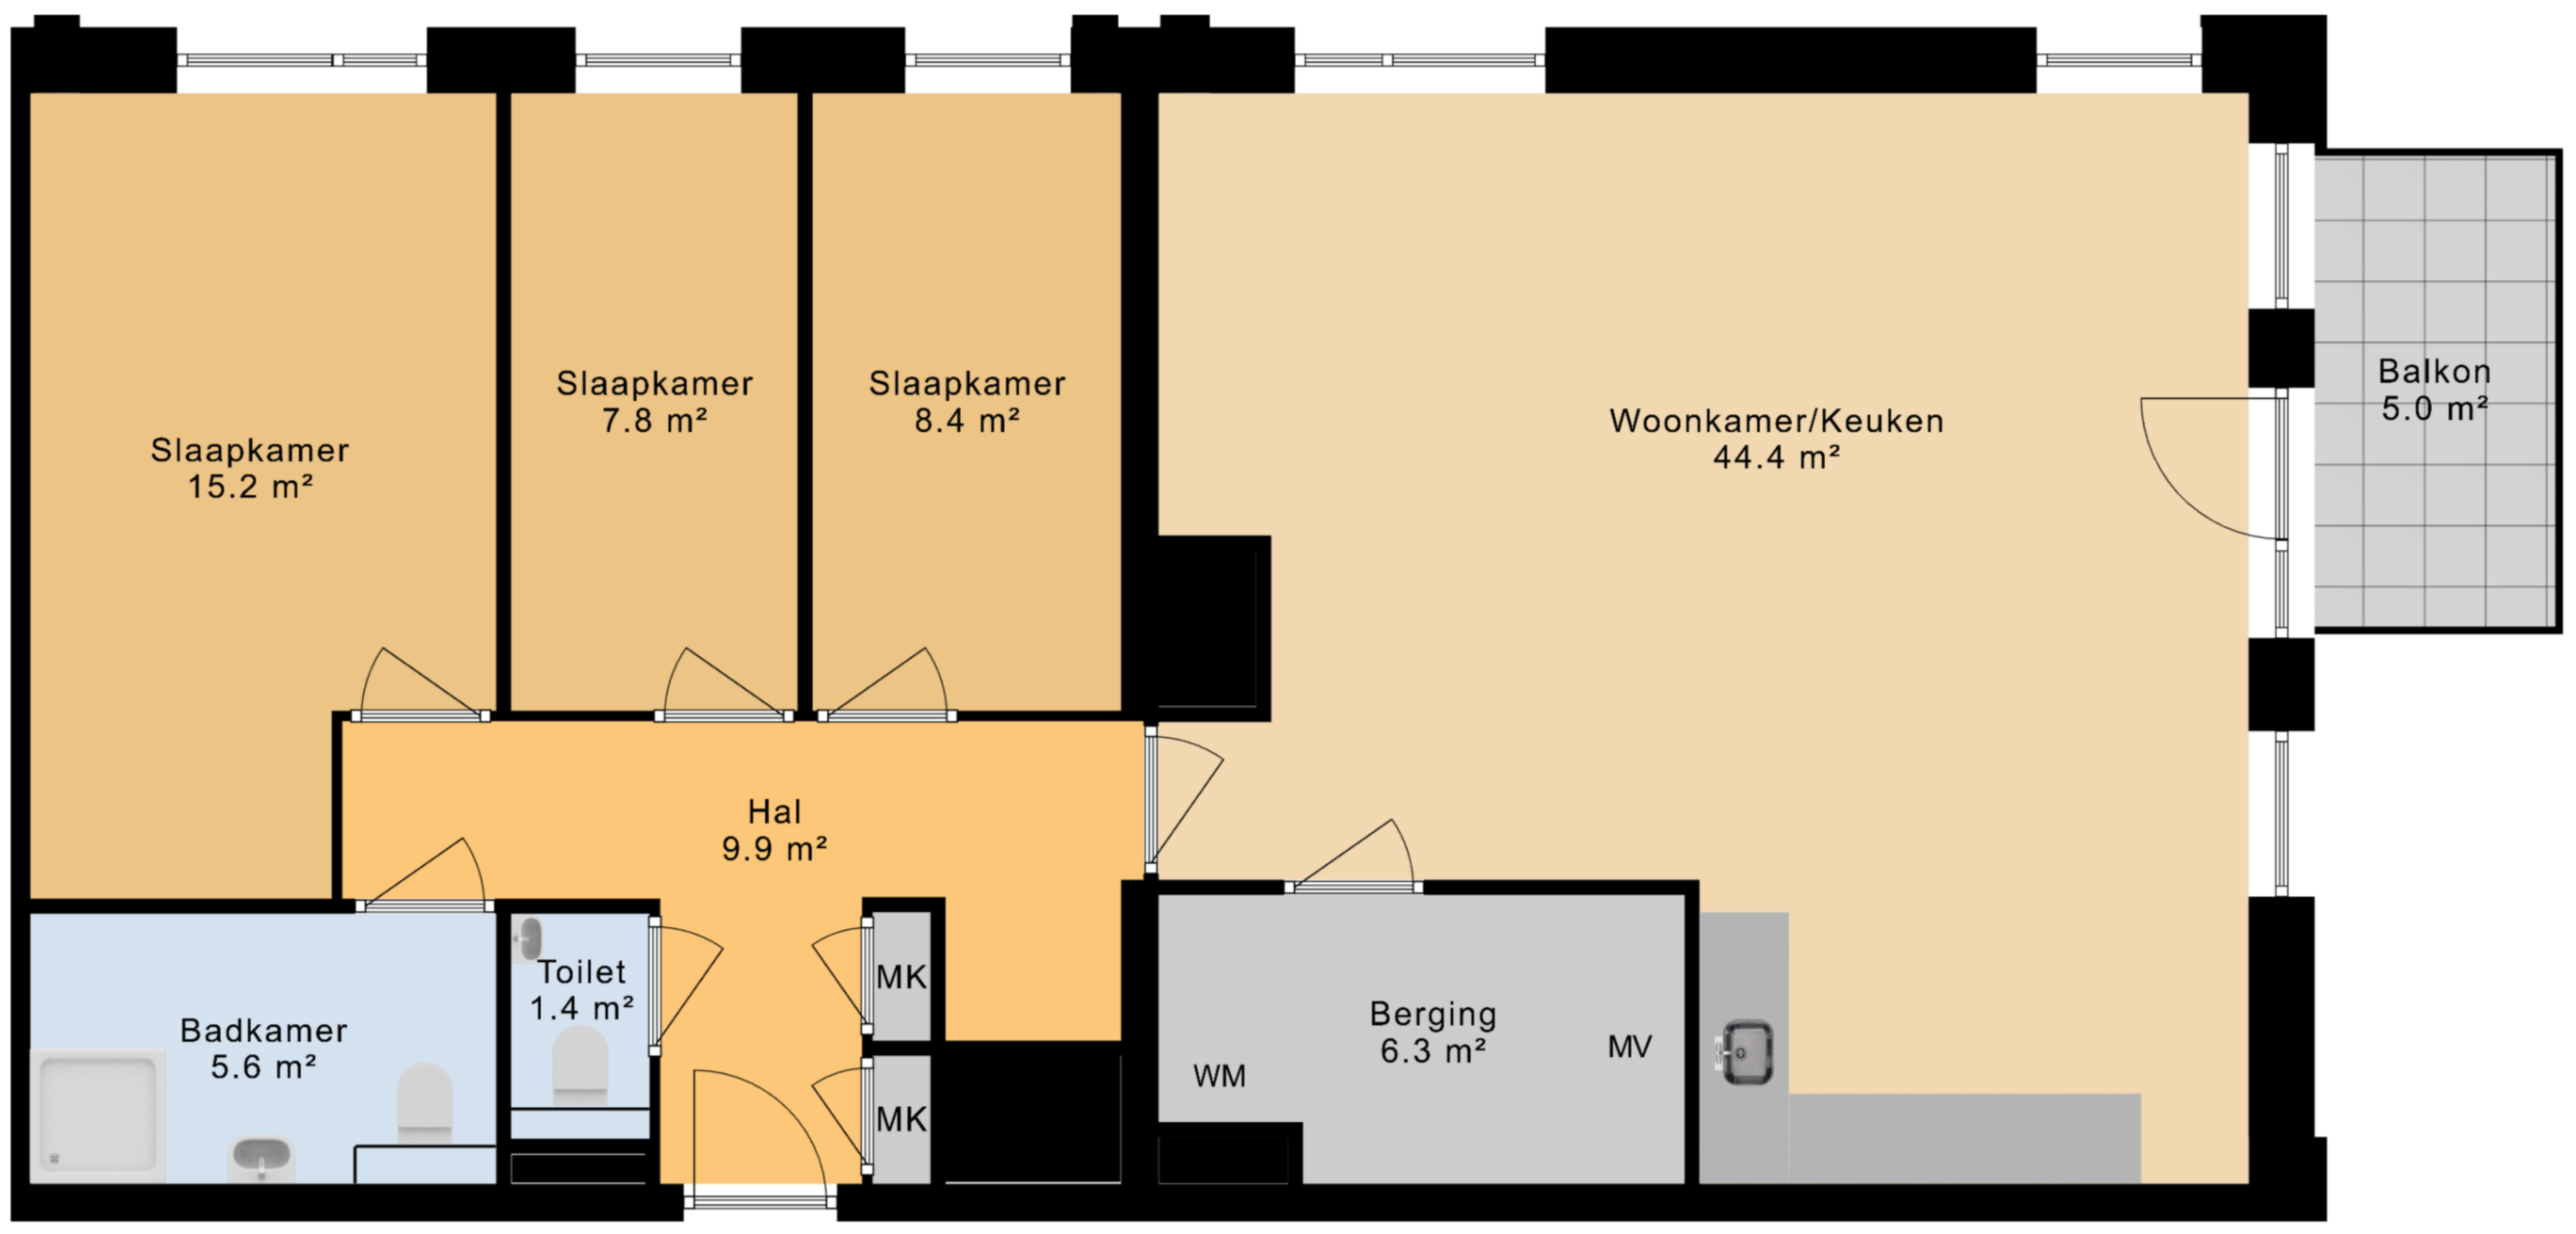 Slaapkamer
15.2 m²
Slaapkamer
7.8 m²
Slaapkamer
8.4 m²
Woonkamer/Keuken
44.4 m²
Balkon
5.0 m²
Hal
9.9 m²
Badkamer
5.6 m²
Toilet
1.4 m²
MK
MK
Berging
6.3 m²
WM
MV